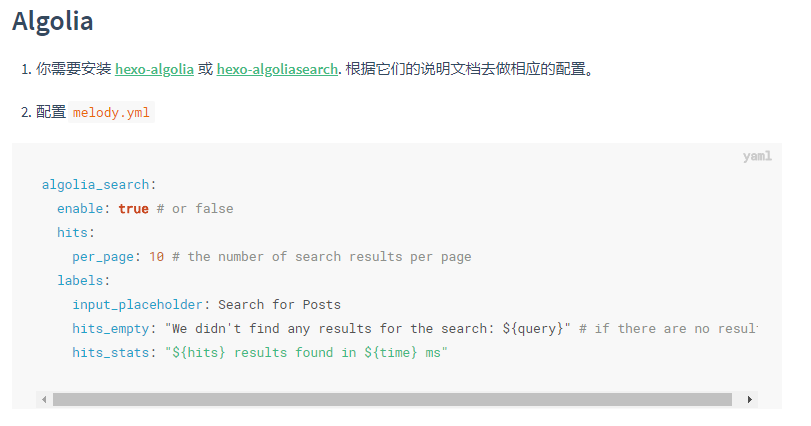 Algolia
1. 你需要安装 hexo-algolia 或 hexo-algoliasearch. 根据它们的说明文档去做相应的配置。
2. 配置 melody.yml
yaml
algolia_search:
  enable: true # or false
  hits:
    per_page: 10 # the number of search results per page
  labels:
    input_placeholder: Search for Posts
    hits_empty: "We didn't find any results for the search: ${query}" # if there are no resul
    hits_stats: "${hits} results found in ${time} ms"